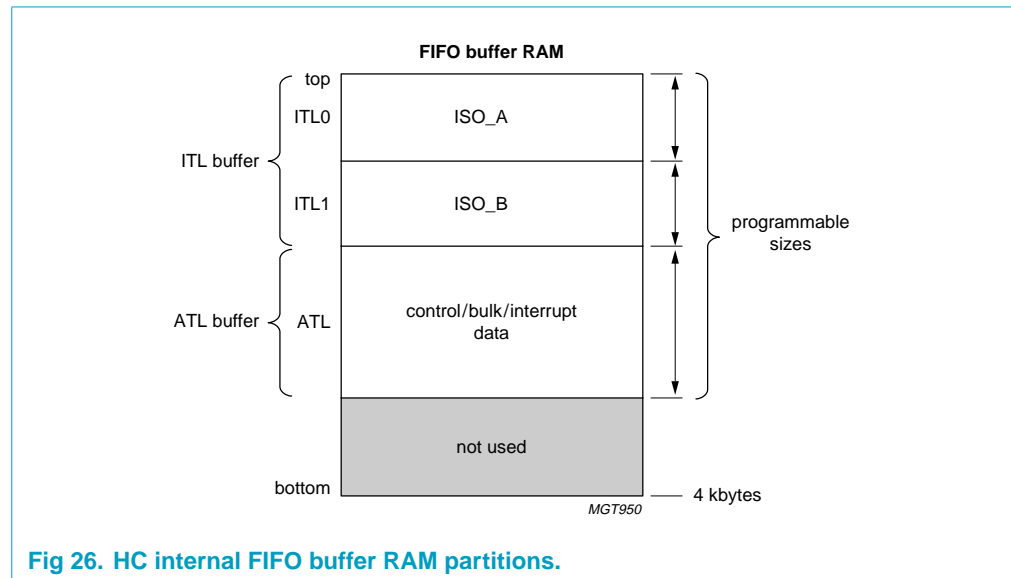 FIFO buffer RAM
top
ITL0
ISO_A
ITL buffer
ITL1
ISO_B
programmable
sizes
ATL buffer
ATL
control/bulk/interrupt
data
not used
bottom
4 kbytes
MGT950
Fig 26. HC internal FIFO buffer RAM partitions.